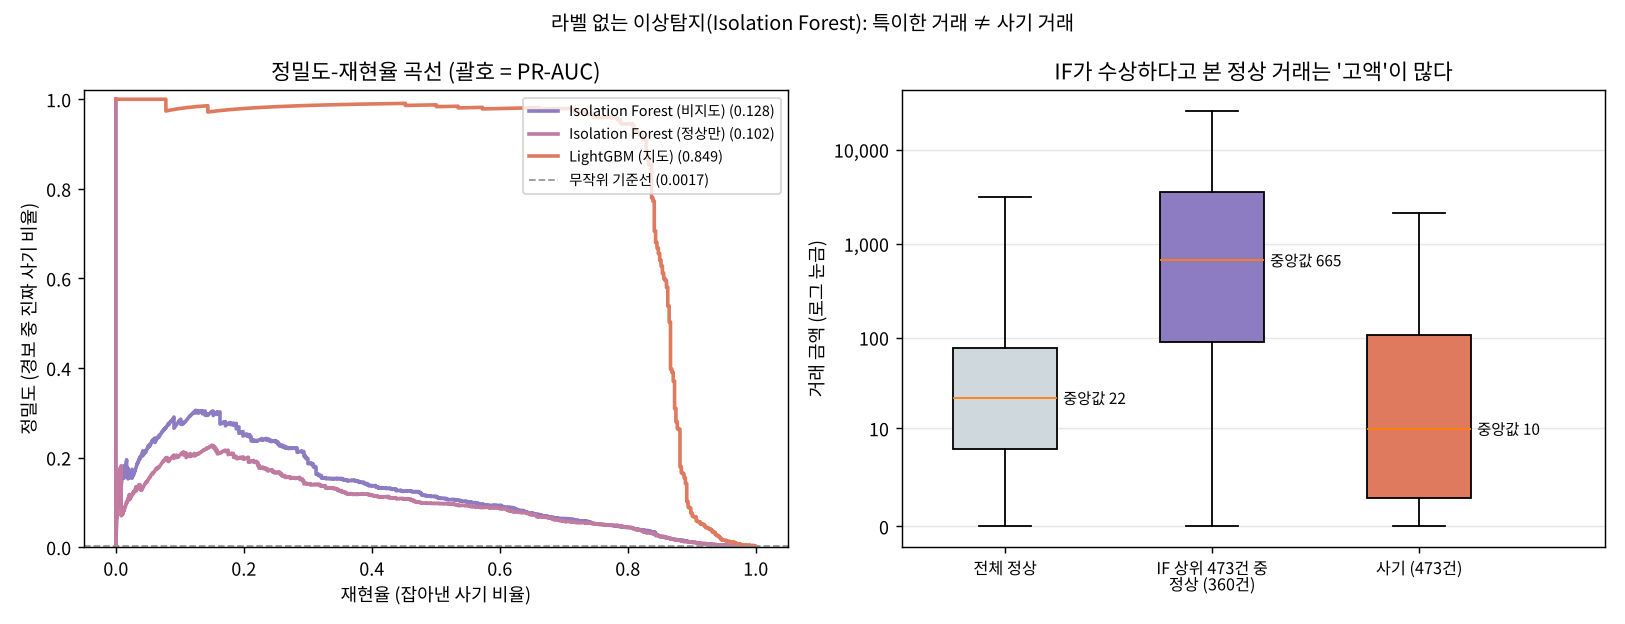 라벨 없는 이상탐지(Isolation Forest): 특이한 거래 ≠ 사기 거래
정밀도-재현율 곡선 (괄호 = PR-AUC)
정밀도 (경보 중 진짜 사기 비율)
1.0
0.8
0.6
0.4
0.2
0.0
Isolation Forest (비지도) (0.128)
Isolation Forest (정상만) (0.102)
LightGBM (지도) (0.849)
무작위 기준선 (0.0017)
0.0
0.2
0.4
0.6
0.8
1.0
재현율 (잡아낸 사기 비율)
IF가 수상하다고 본 정상 거래는 '고액'이 많다
거래 금액 (로그 눈금)
10,000
1,000
100
10
0
중앙값 22
중앙값 665
중앙값 10
전체 정상
IF 상위 473건 중
정상 (360건)
사기 (473건)